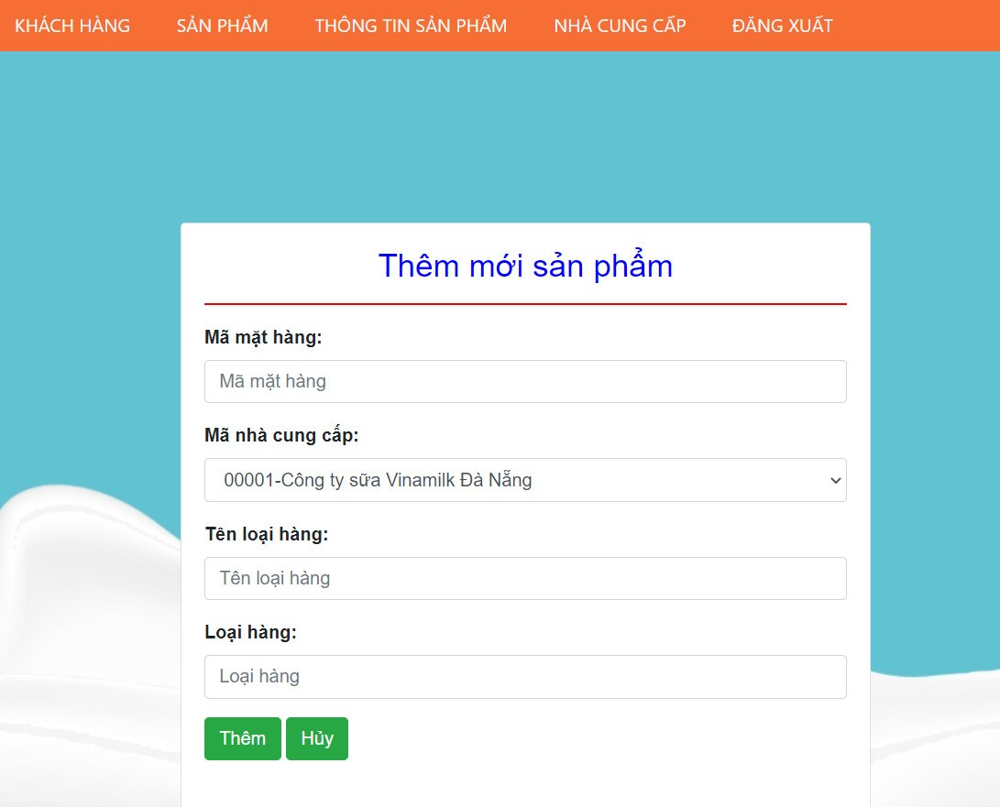 KHÁCH HÀNG SẢN PHẨM THÔNG TIN SẢN PHẨM NHÀ CUNG CẤP ĐĂNG XUẤT
Thêm mới sản phẩm
Mã mặt hàng:
Mã mặt hàng
Mã nhà cung cấp:
00001-Công ty sữa Vinamilk Đà Nẵng
Tên loại hàng:
Tên loại hàng
Loại hàng:
Loại hàng
Thêm Hủy